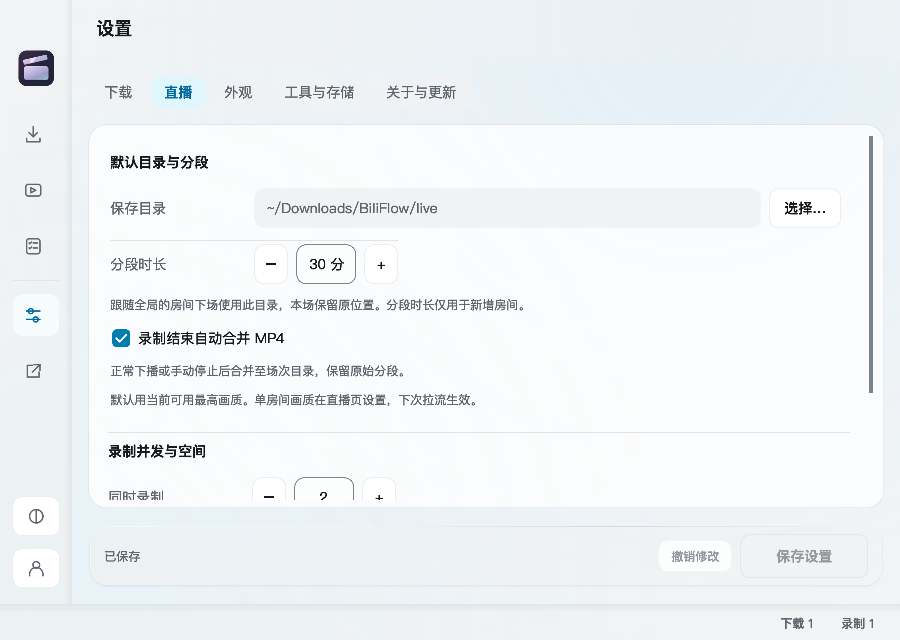 设置
下载 直播 外观 工具与存储 关于与更新
默认目录与分段
保存目录 ~/Downloads/BiliFlow/live 选择...
分段时长 − 30 分 +
跟随全局的房间下场使用此目录，本场保留原位置。分段时长仅用于新增房间。
录制结束自动合并 MP4
正常下播或手动停止后合并至场次目录，保留原始分段。
默认用当前可用最高画质。单房间画质在直播页设置，下次拉流生效。
录制并发与空间
同时录制 − 2 +
已保存 撤销修改 保存设置
下载 1 录制 1